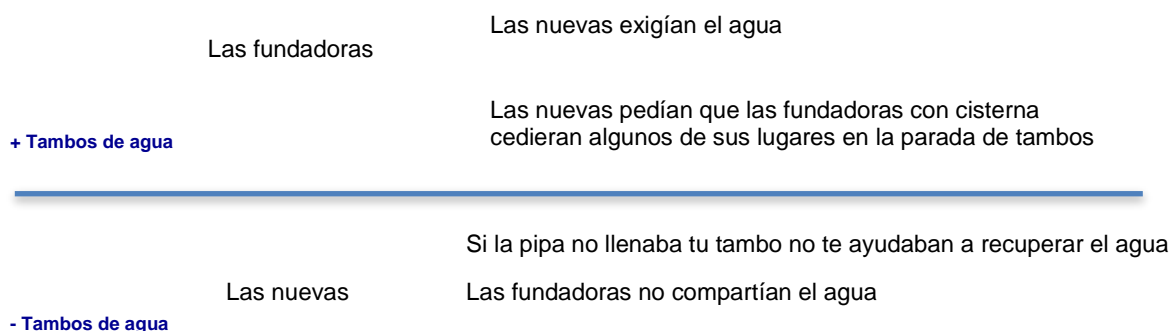 Las nuevas exigían el agua
Las fundadoras
Las nuevas pedían que las fundadoras con cisterna
cedieran algunos de sus lugares en la parada de tambos
+ Tambos de agua
Si la pipa no llenaba tu tambo no te ayudaban a recuperar el agua
Las nuevas
Las fundadoras no compartían el agua
- Tambos de agua